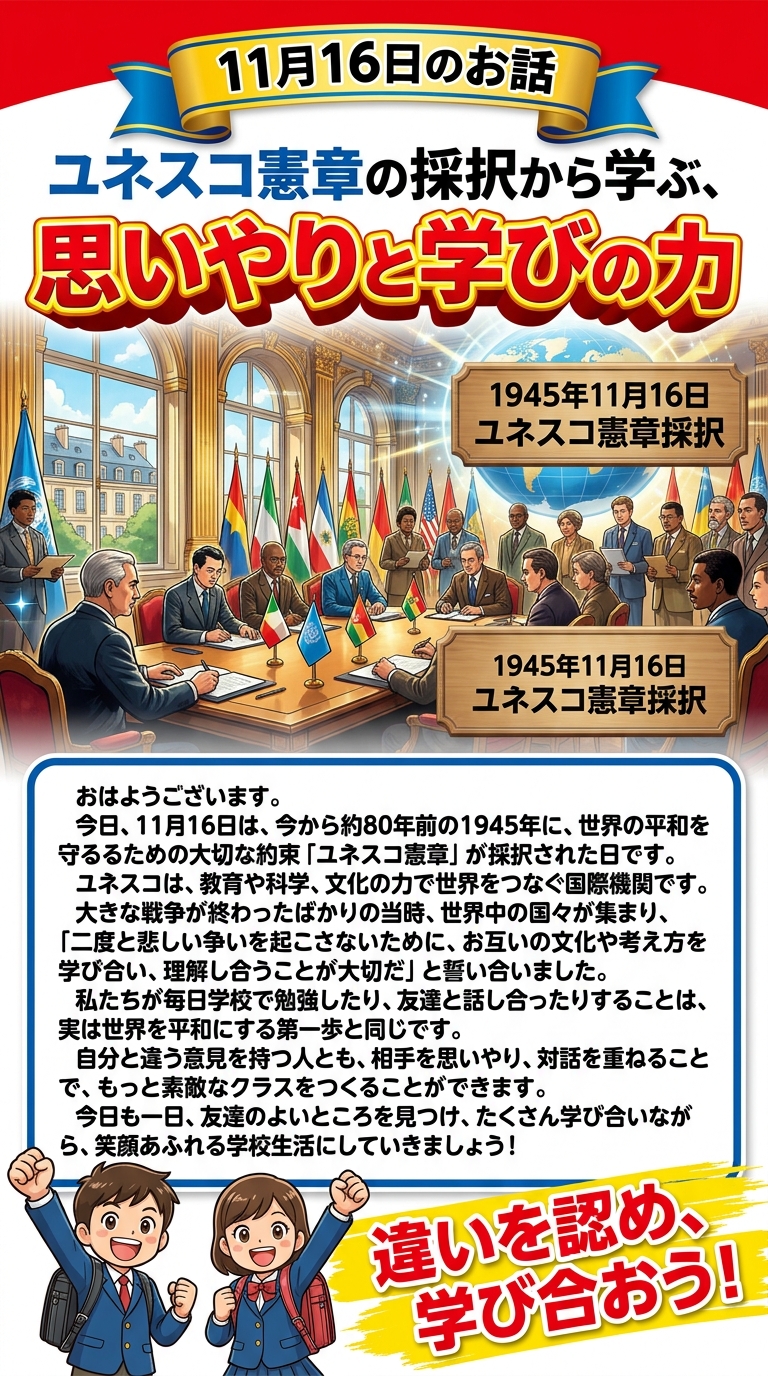 11月16日のお話
ユネスコ憲章の採択から学ぶ、
思いやりと学びの力
1945年11月16日
ユネスコ憲章採択
1945年11月16日
ユネスコ憲章採択
おはようございます。
今日、11月16日は、今から約80年前の1945年に、世界の平和を
守るるための大切な約束「ユネスコ憲章」が採択された日です。
ユネスコは、教育や科学、文化の力で世界をつなぐ国際機関です。
大きな戦争が終わったばかりの当時、世界中の国々が集まり、
「二度と悲しい争いを起こさないために、お互いの文化や考え方を
学び合い、理解し合うことが大切だ」と誓い合いました。
私たちが毎日学校で勉強したり、友達と話し合ったりすることは、
実は世界を平和にする第一歩と同じです。
自分と違う意見を持つ人とも、相手を思いやり、対話を重ねること
で、もっと素敵なクラスをつくることができます。
今日も一日、友達のよいところを見つけ、たくさん学び合いなが
ら、笑顔あふれる学校生活にしていきましょう！
違いを認め、
学び合おう！